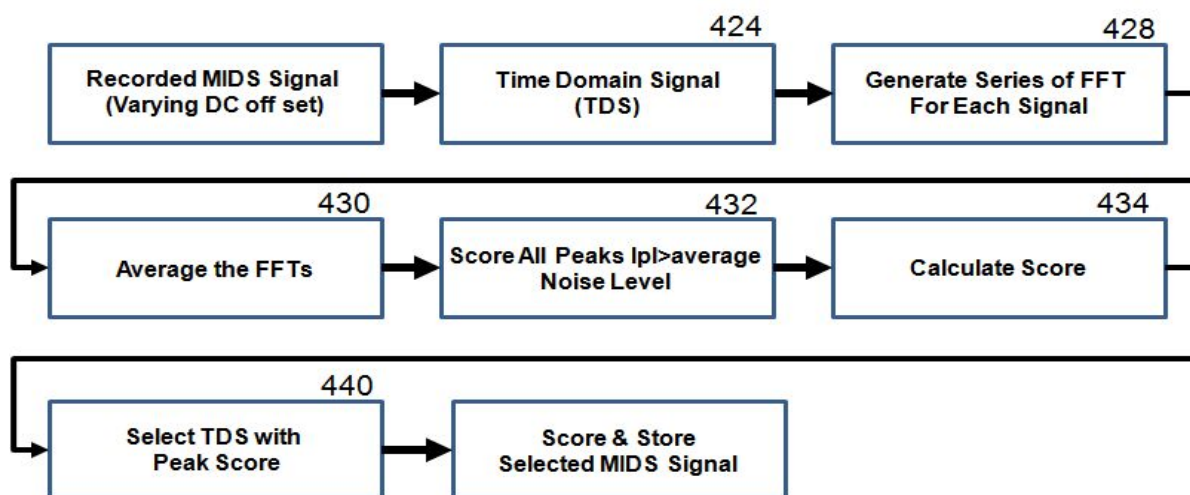 424
428
Recorded MIDS Signal
(Varying DC off set)
Time Domain Signal
(TDS)
Generate Series of FFT
For Each Signal
430
432
434
Average the FFTs
Score All Peaks lpl>average
Noise Level
Calculate Score
440
Select TDS with
Peak Score
Score & Store
Selected MIDS Signal